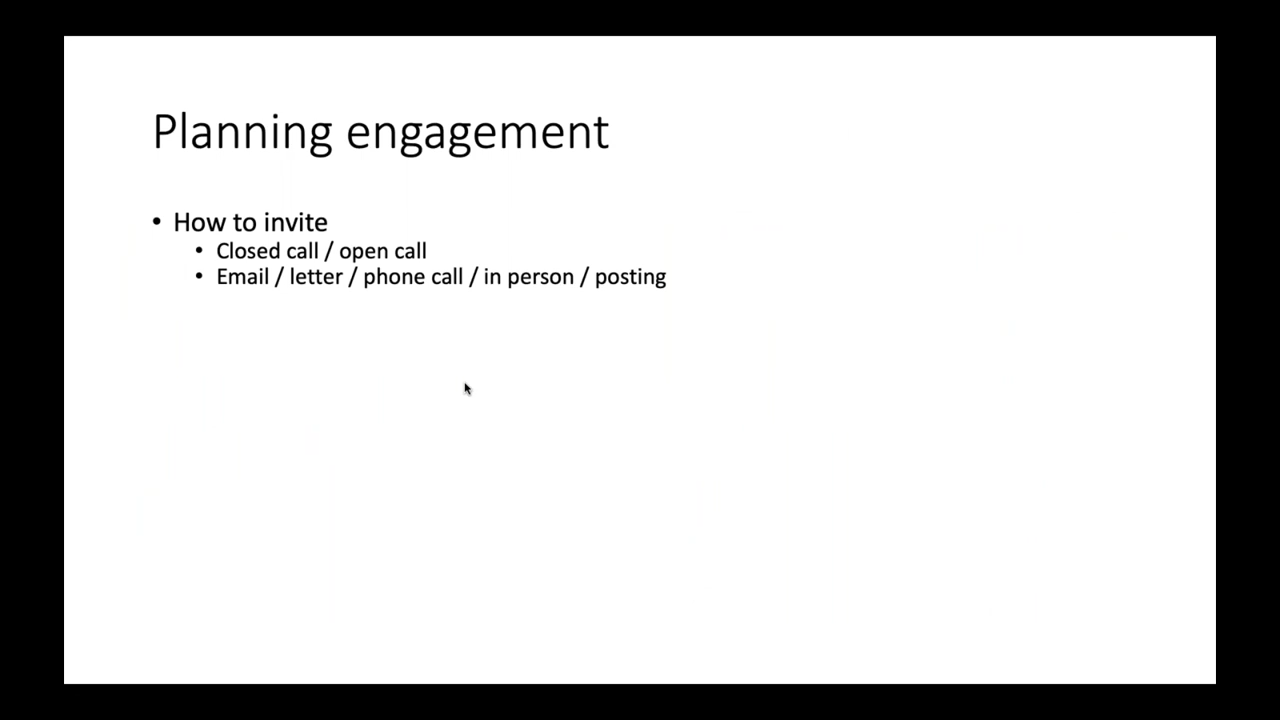 Planning engagement
• How to invite
• Closed call / open call
• Email / letter / phone call / in person / posting